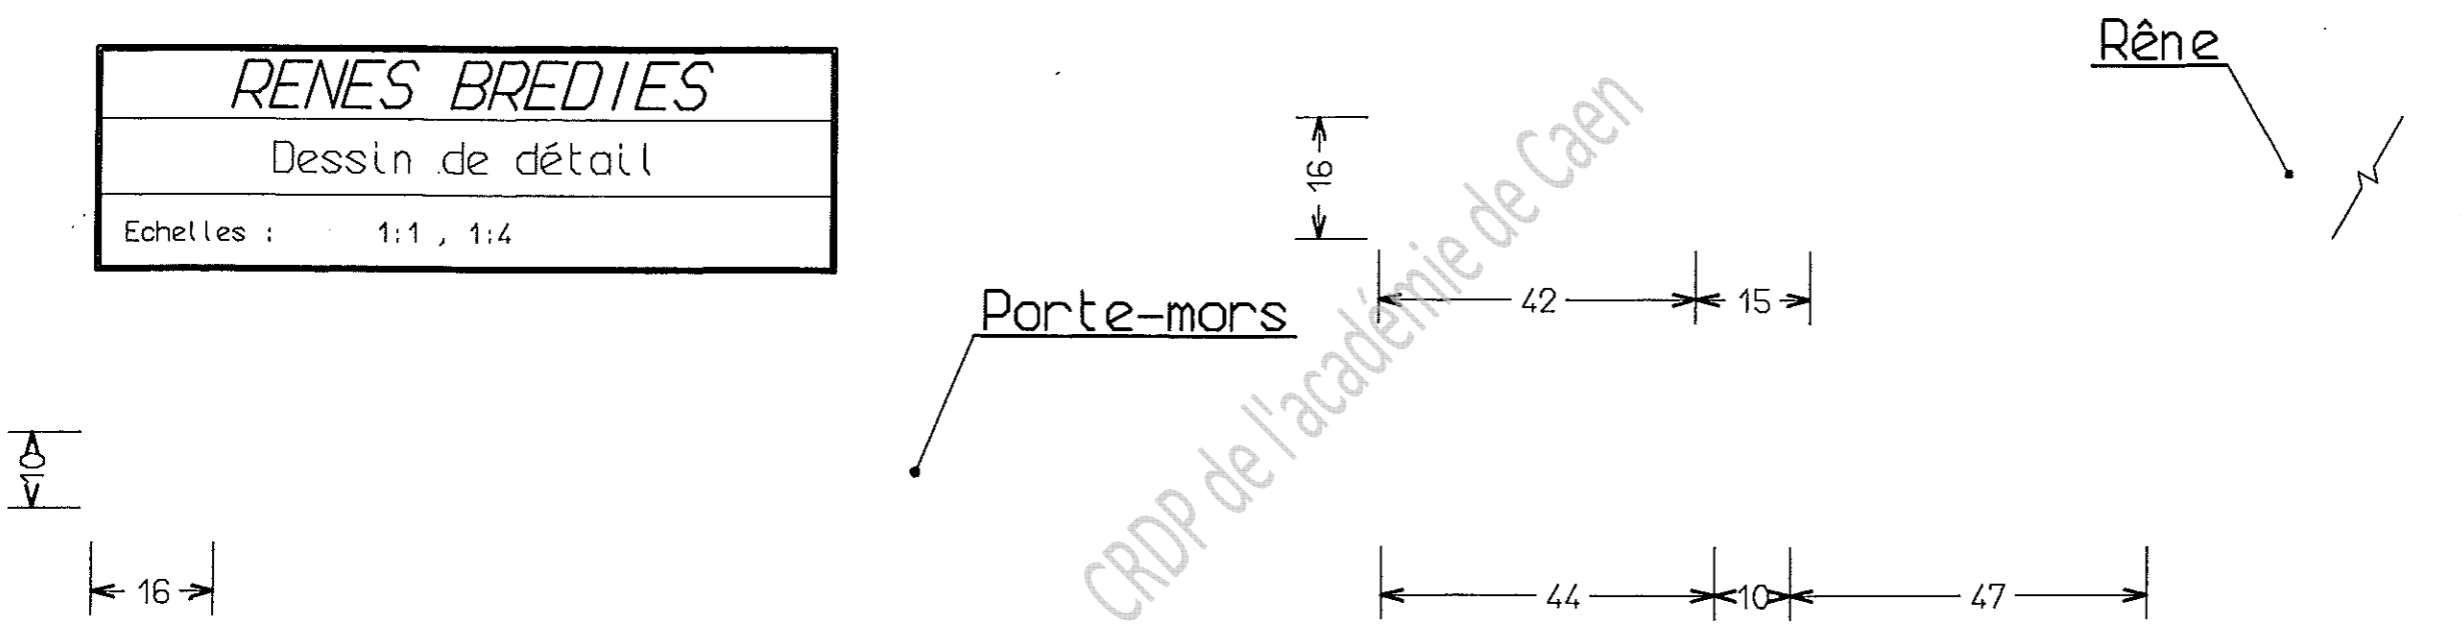 RENES BREDIES
Dessin de détail
Echelles : 1:1 , 1:4
Rêne
16
42
15
Porte-mors
10
16
44
10
47
CRDP de l'académie de Caen